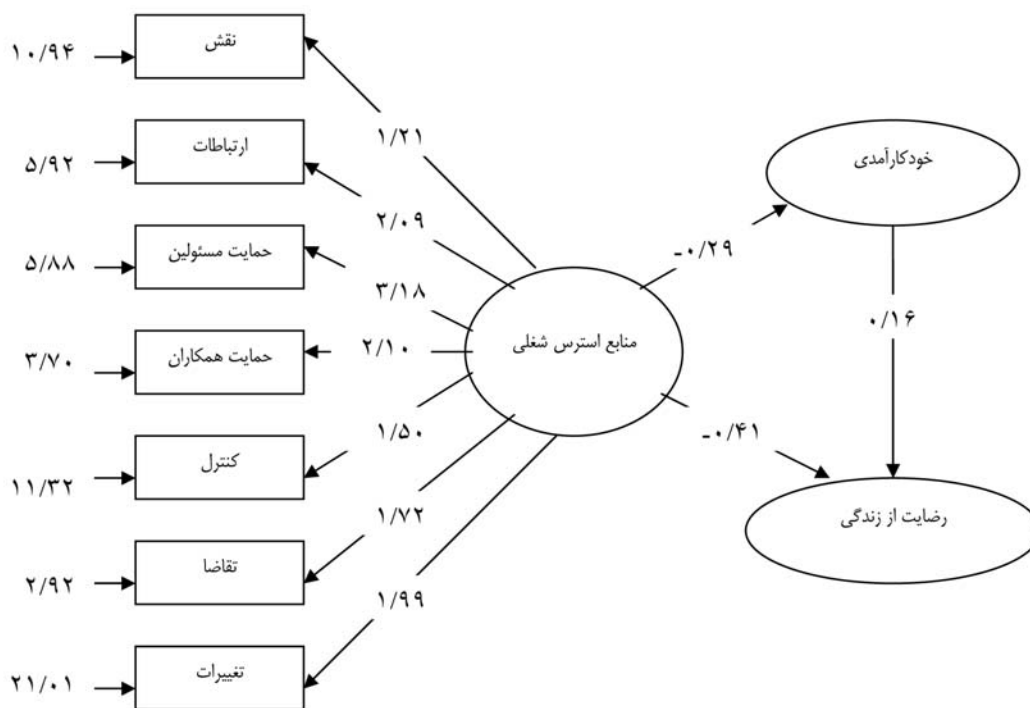 نقش
۱۰/۹۴
۱/۲۱
ارتباطات
۵/۹۲
۲/۰۹
حمایت مسئولین
۵/۸۸
۳/۱۸
حمایت همکاران
۳/۷۰
۲/۱۰
کنترل
۱۱/۳۲
۱/۵۰
تقاضا
۲/۹۲
۱/۷۲
تغییرات
۲۱/۰۱
۱/۹۹
منابع استرس شغلی
-۰/۲۹
-۰/۴۱
خودکارآمدی
۰/۱۶
رضایت از زندگی